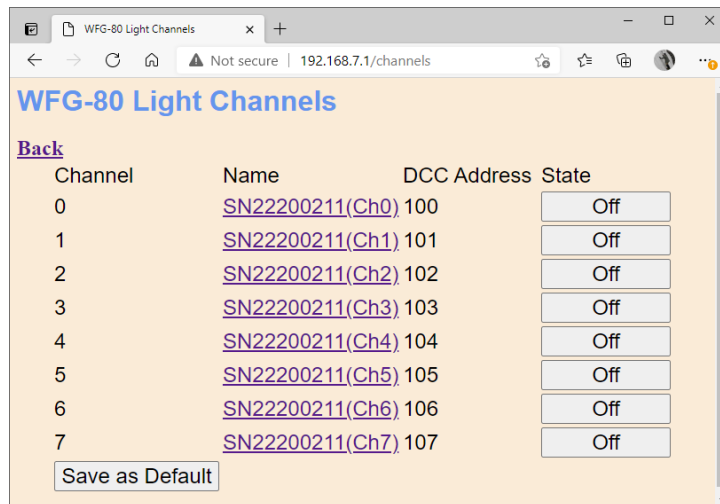 WFG-80 Light Channels
Not secure | 192.168.7.1/channels
WFG-80 Light Channels
Back
Channel Name DCC Address State
0 SN22200211(Ch0) 100 Off
1 SN22200211(Ch1) 101 Off
2 SN22200211(Ch2) 102 Off
3 SN22200211(Ch3) 103 Off
4 SN22200211(Ch4) 104 Off
5 SN22200211(Ch5) 105 Off
6 SN22200211(Ch6) 106 Off
7 SN22200211(Ch7) 107 Off
Save as Default